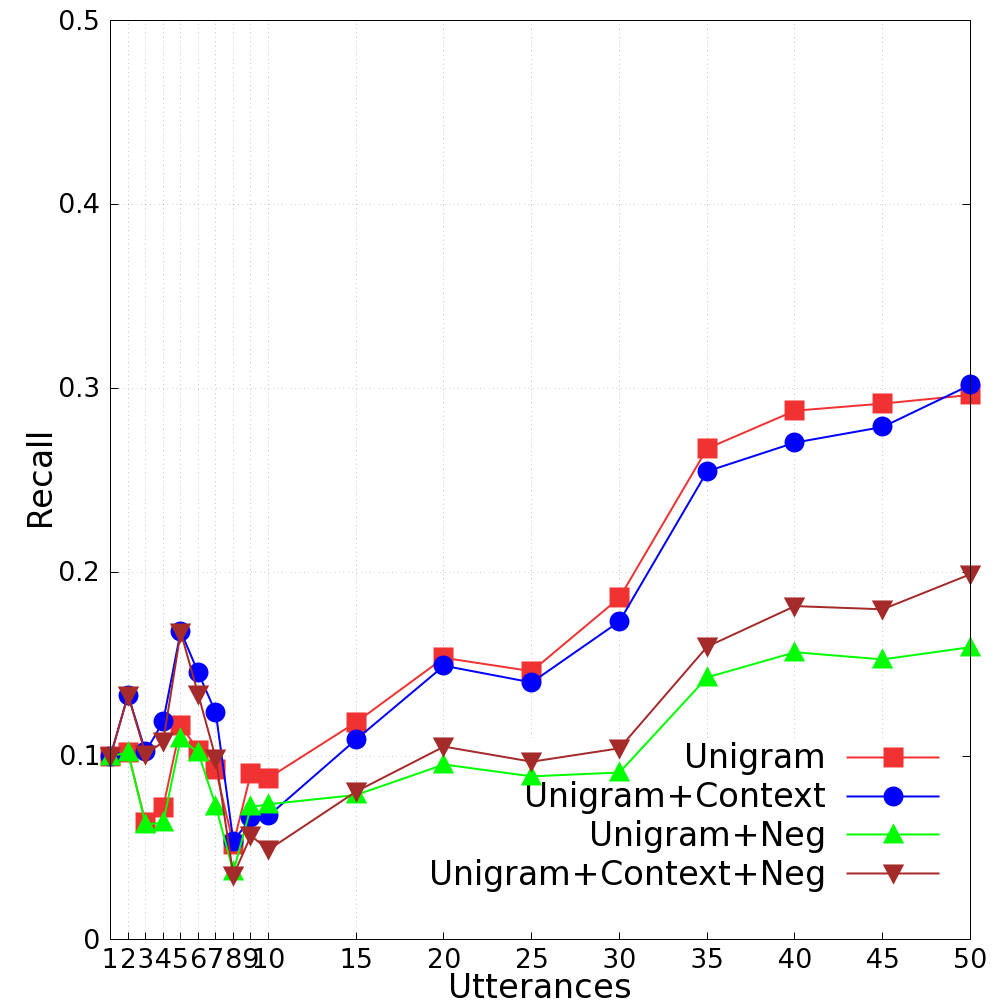 0.5
0.4
0.3
0.2
0.1
0
Recall
Unigram
Unigram+Context
Unigram+Neg
Unigram+Context+Neg
1 2 3 4 5 6 7 8 9 10 15 20 25 30 35 40 45 50
Utterances